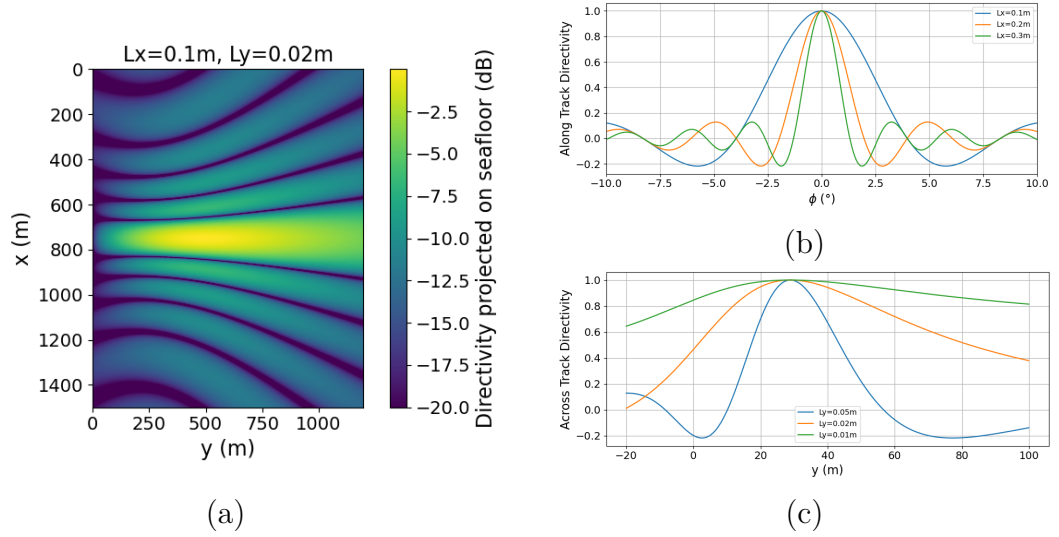 Lx=0.1m, Ly=0.02m
0
200
400
600
800
1000
1200
1400
x (m)
0 250 500 750 1000
y (m)
−2.5
−5.0
−7.5
−10.0
−12.5
−15.0
−17.5
−20.0
Directivity projected on seafloor (dB)
(a)
1.0
0.8
0.6
0.4
0.2
0.0
−0.2
Along Track Directivity
Lx=0.1m
Lx=0.2m
Lx=0.3m
−10.0 −7.5 −5.0 −2.5 0.0 2.5 5.0 7.5 10.0
ϕ (°)
(b)
1.0
0.8
0.6
0.4
0.2
0.0
−0.2
Across Track Directivity
Ly=0.05m
Ly=0.02m
Ly=0.01m
−20 0 20 40 60 80 100
y (m)
(c)